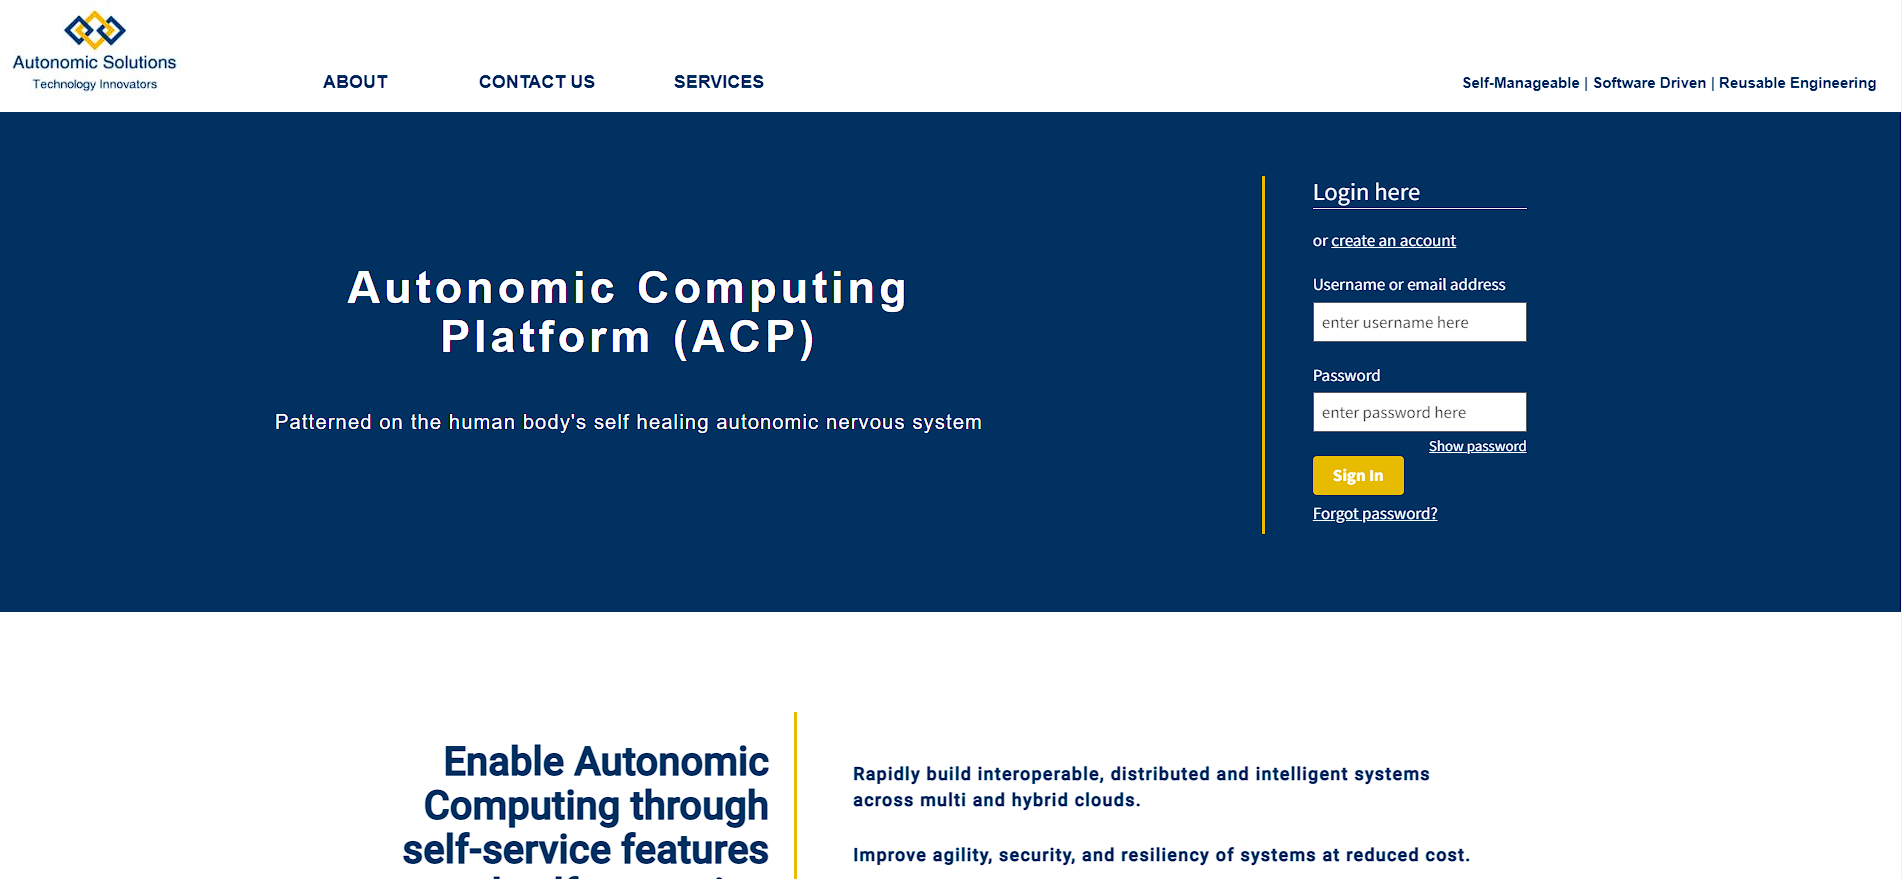 Autonomic Solutions
Technology Innovators
ABOUT
CONTACT US
SERVICES
Self-Manageable | Software Driven | Reusable Engineering
Autonomic Computing
Platform (ACP)
Patterned on the human body's self healing autonomic nervous system
Login here
or create an account
Username or email address
enter username here
Password
enter password here
Show password
Sign In
Forgot password?
Enable Autonomic
Computing through
self-service features
Rapidly build interoperable, distributed and intelligent systems
across multi and hybrid clouds.
Improve agility, security, and resiliency of systems at reduced cost.